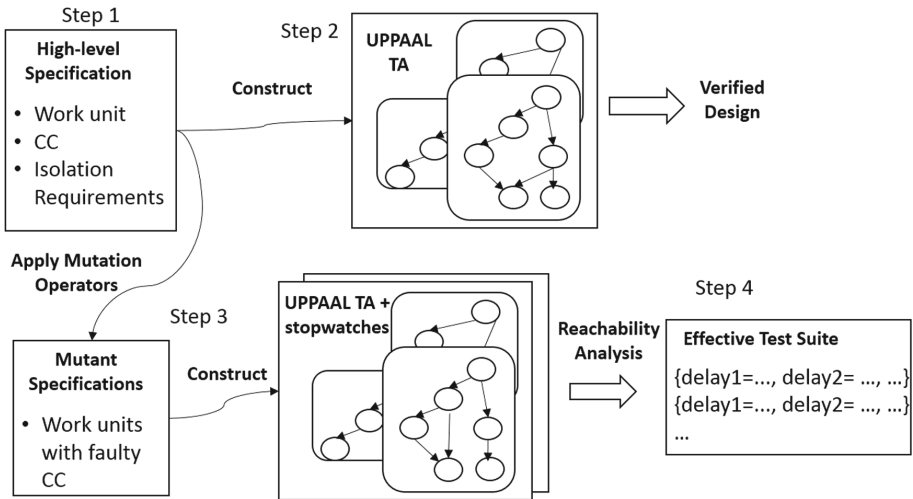 Step 1
High-level
Specification
• Work unit
• CC
• Isolation
Requirements
Step 2
Construct
UPPAAL
TA
Verified
Design
Apply Mutation
Operators
Step 3
Mutant
Specifications
• Work units
with faulty
CC
Construct
UPPAAL TA +
stopwatches
Reachability
Analysis
Step 4
Effective Test Suite
{delay1=..., delay2= ..., ...}
{delay1=..., delay2= ..., ...}
...